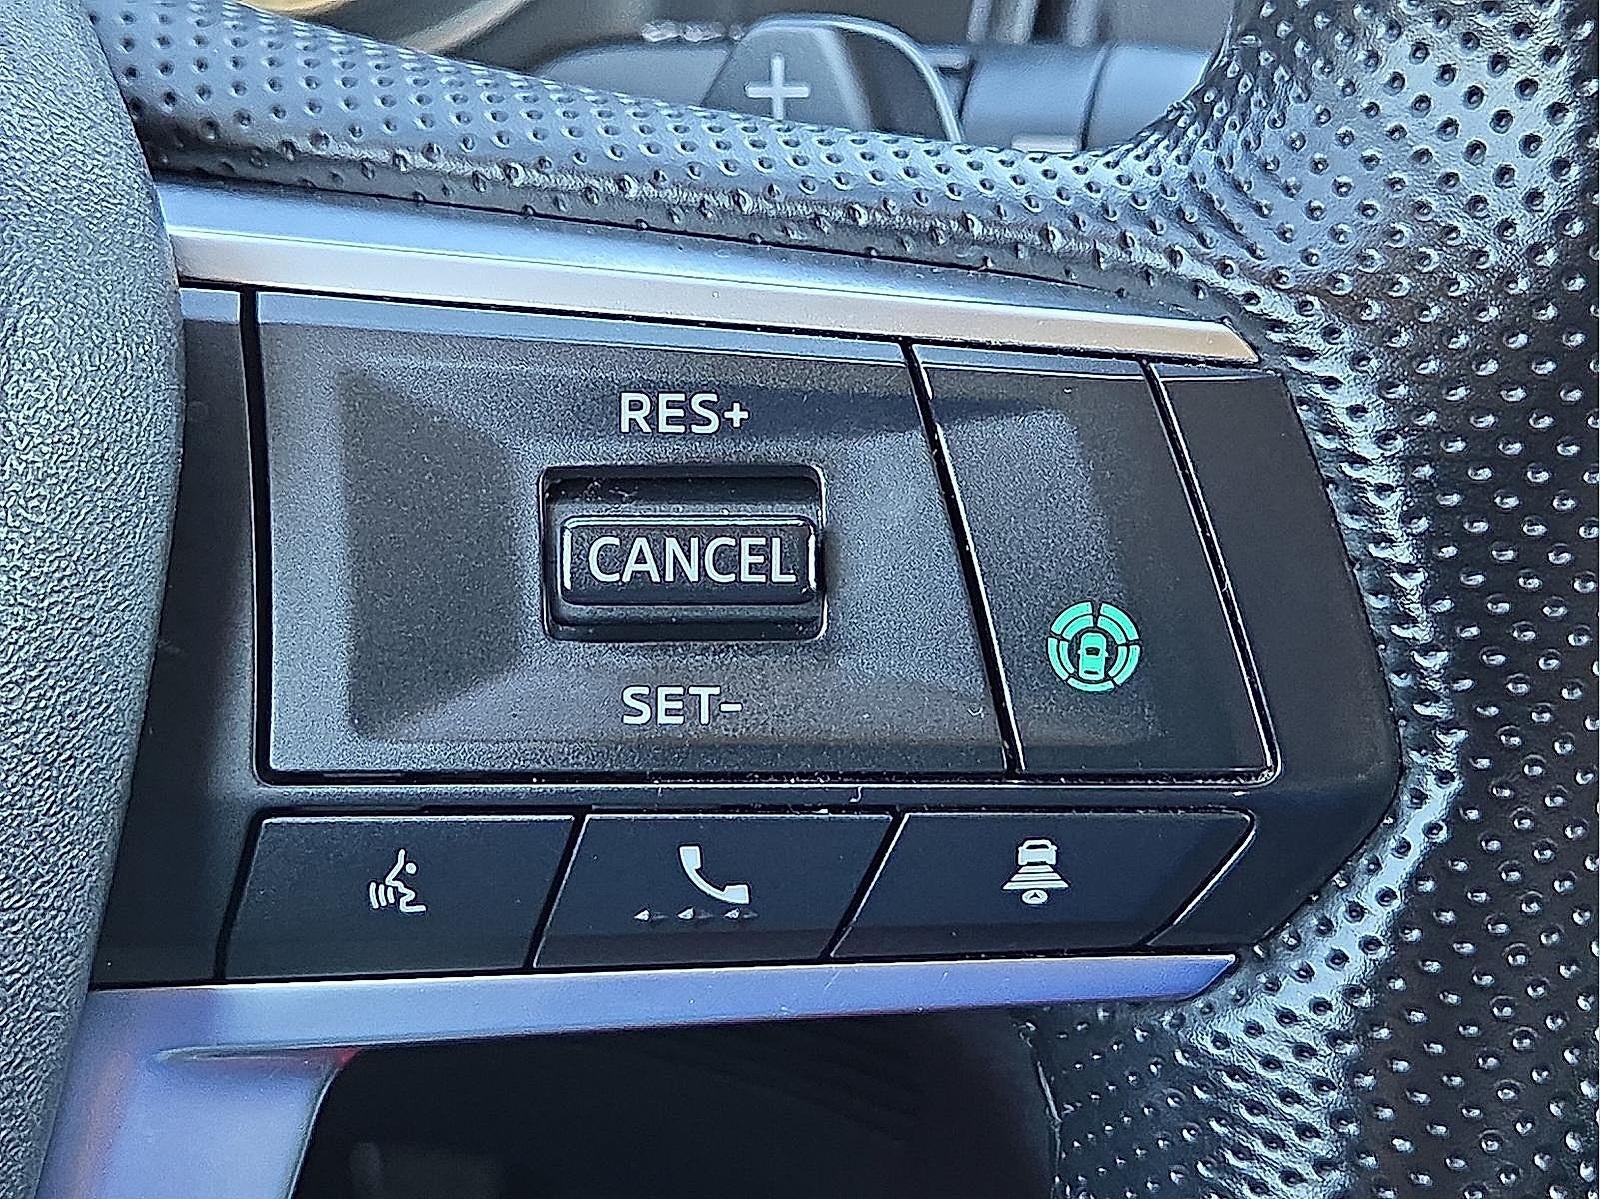 +
RES+
CANCEL
SET-